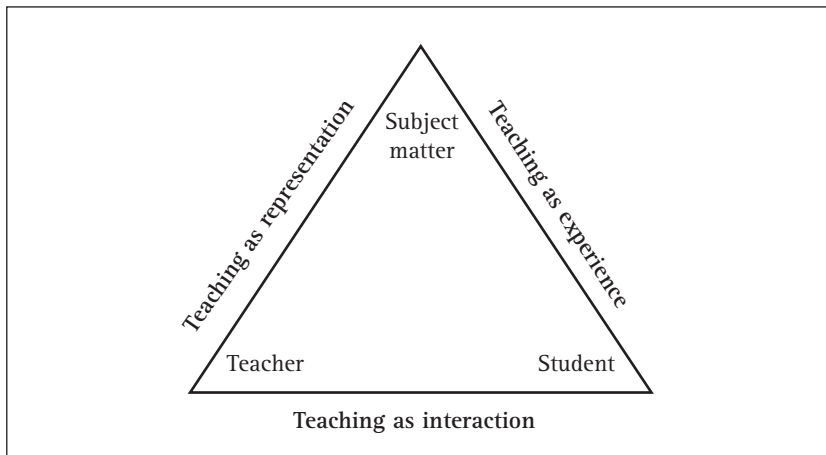 Subject
matter
Teaching as representation
Teaching as experience
Teacher
Student
Teaching as interaction